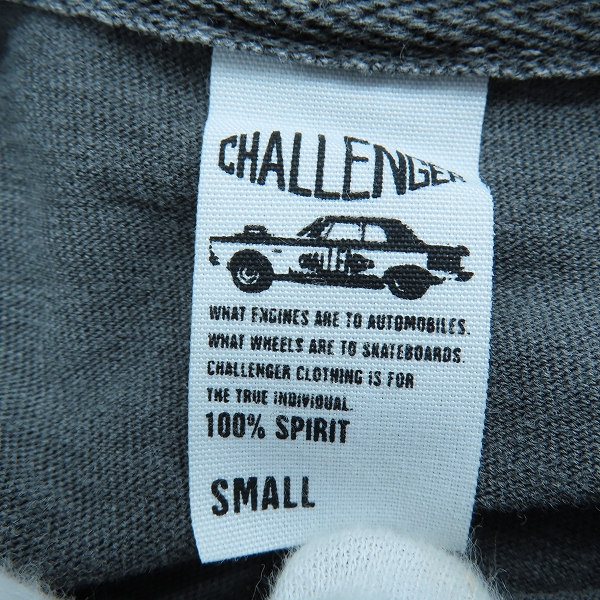 CHALLENGER
WHAT ENGINES ARE TO AUTOMOBILES.
WHAT WHEELS ARE TO SKATEBOARDS.
CHALLENGER CLOTHING IS FOR
THE TRUE INDIVIDUAL.
100% SPIRIT
SMALL